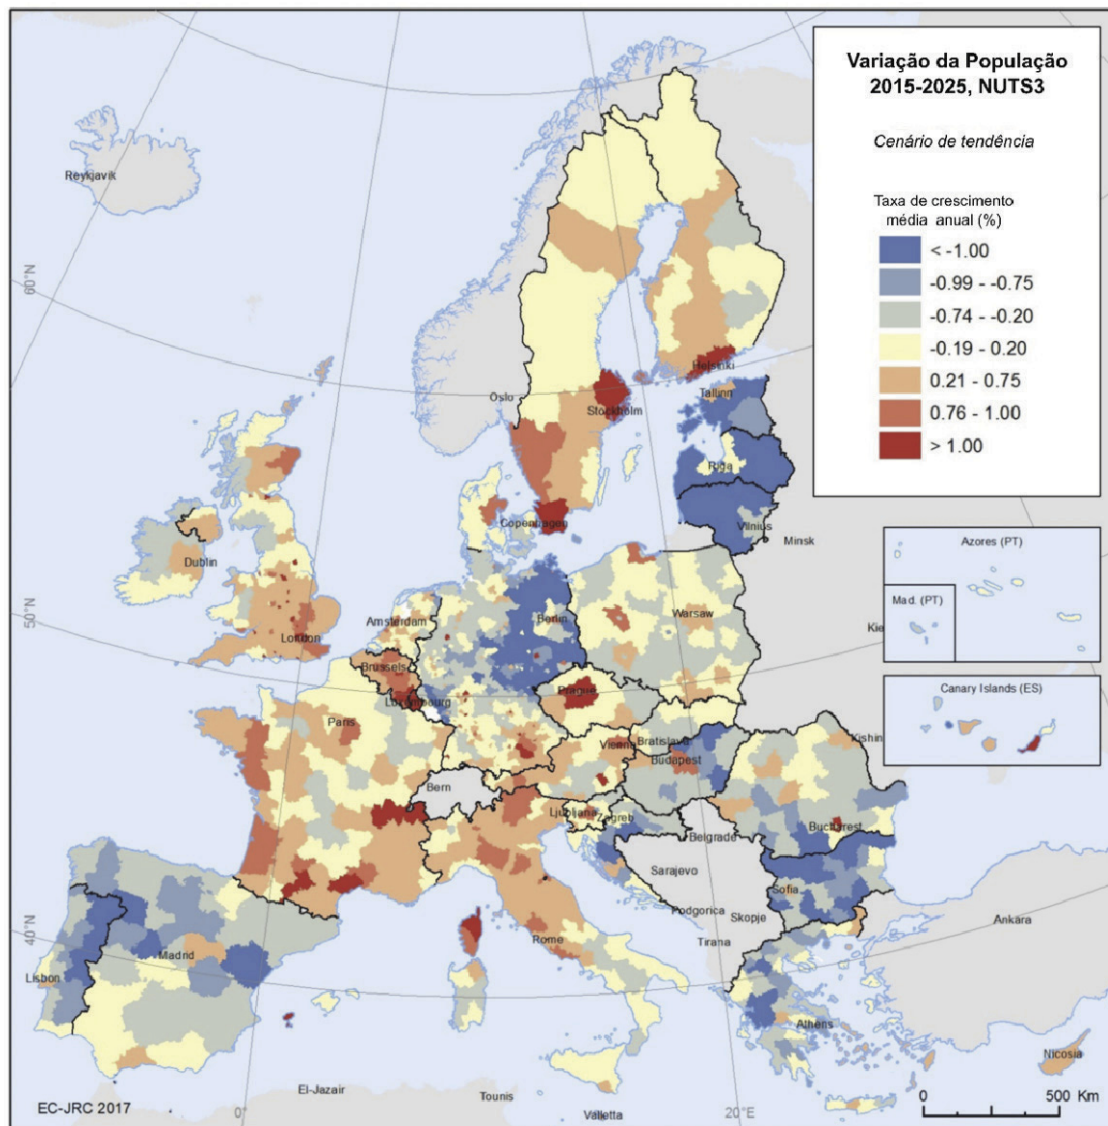 Variação da População
2015-2025, NUTS3
Cenário de tendência
Taxa de crescimento
média anual (%)
< -1.00
-0.99 - -0.75
-0.74 - -0.20
-0.19 - 0.20
0.21 - 0.75
0.76 - 1.00
> 1.00
Reykjavik
60°N
50°N
40°N
Oslo
Helsinki
Tallinn
Stockholm
Riga
Copenhagen
Vilnius
Minsk
Dublin
Amsterdam
Berlin
Warsaw
London
Brussels
Luxembourg
Prague
Paris
Vienna
Bratislava
Budapest
Kishin
Bern
Ljubljana
Zagreb
Belgrade
Bucharest
Sarajevo
Sofia
Podgorica
Skopje
Ankara
Rome
Tirana
Madrid
Lisbon
Athens
Nicosia
El-Jazair
Tounis
Valletta
Azores (PT)
Mad. (PT)
Kie
Canary Islands (ES)
EC-JRC 2017
0°
20°E
0
500 Km